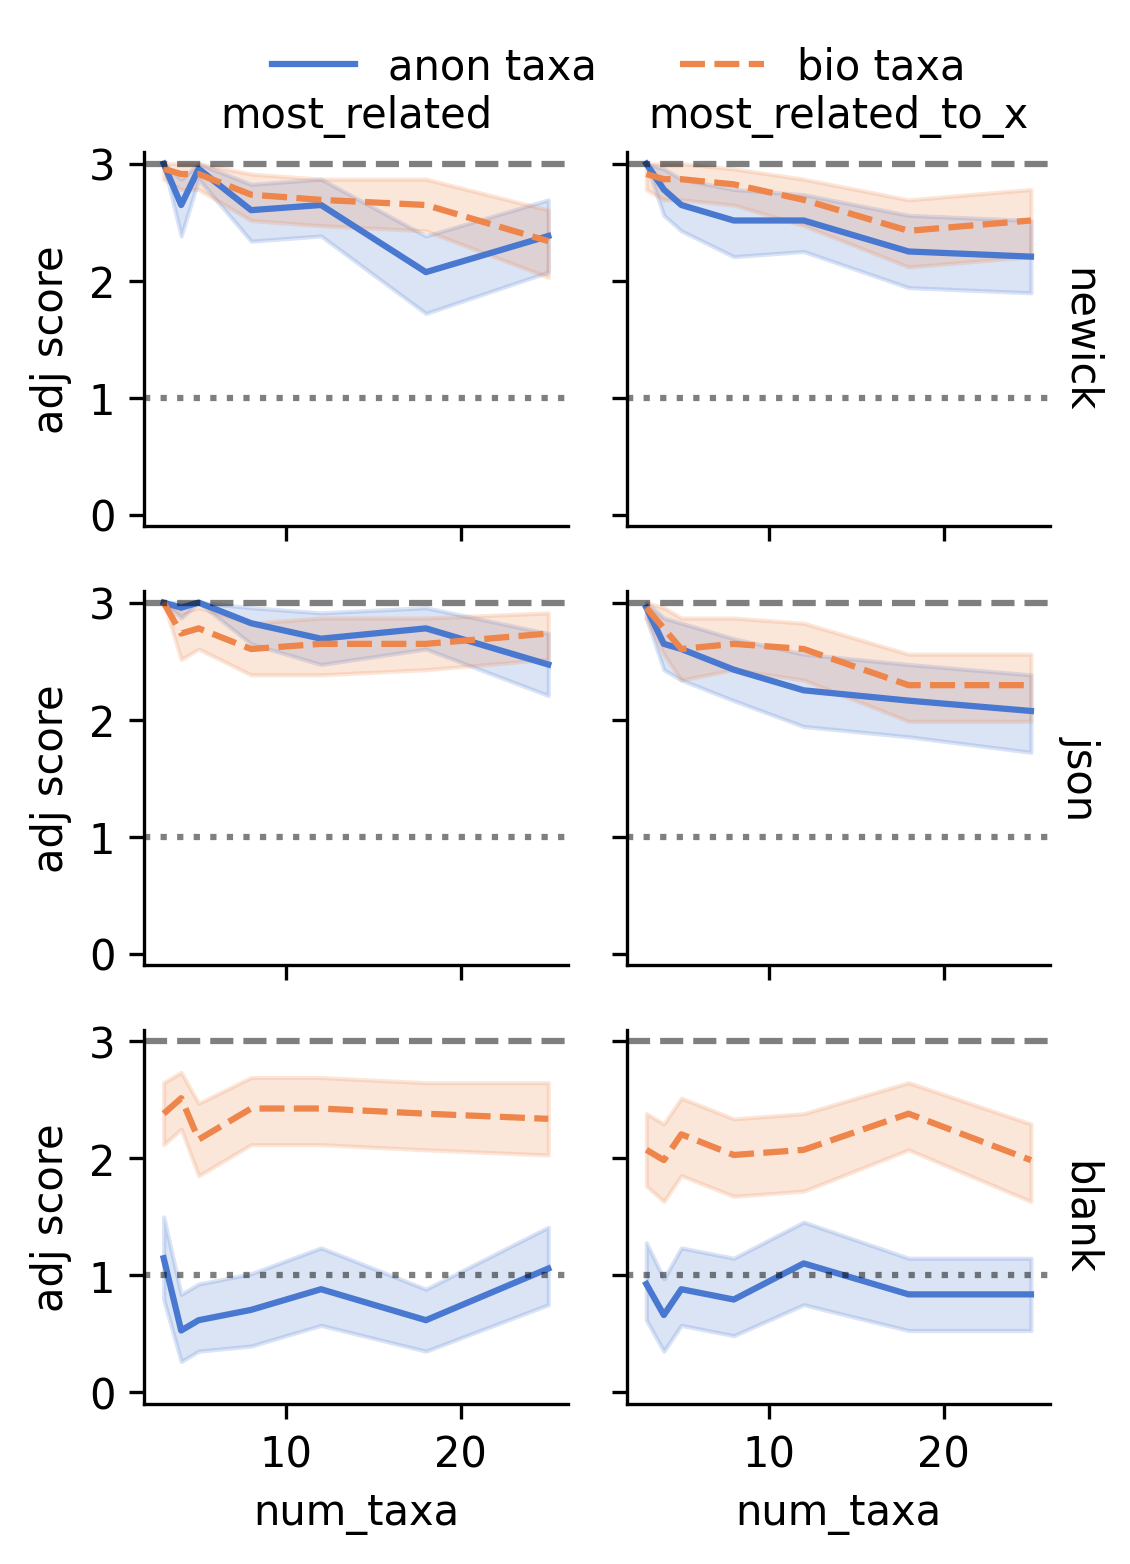 anon taxa bio taxa
most_related most_related_to_x
3
2
1
0
adj score
newick
3
2
1
0
adj score
json
3
2
1
0
adj score
blank
10 20 10 20
num_taxa num_taxa